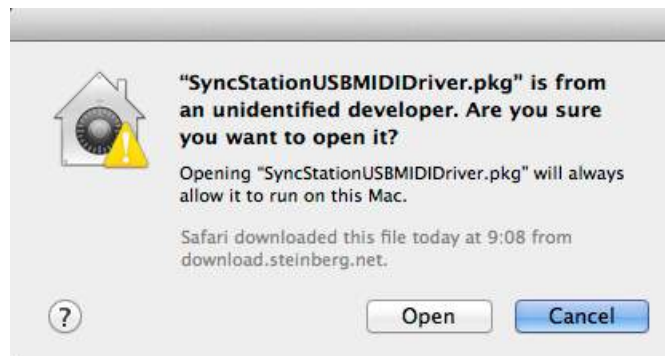 “SyncStationUSBMIDIDriver.pkg” is from
an unidentified developer. Are you sure
you want to open it?
Opening “SyncStationUSBMIDIDriver.pkg” will always
allow it to run on this Mac.
Safari downloaded this file today at 9:08 from
download.steinberg.net.
?
Open
Cancel